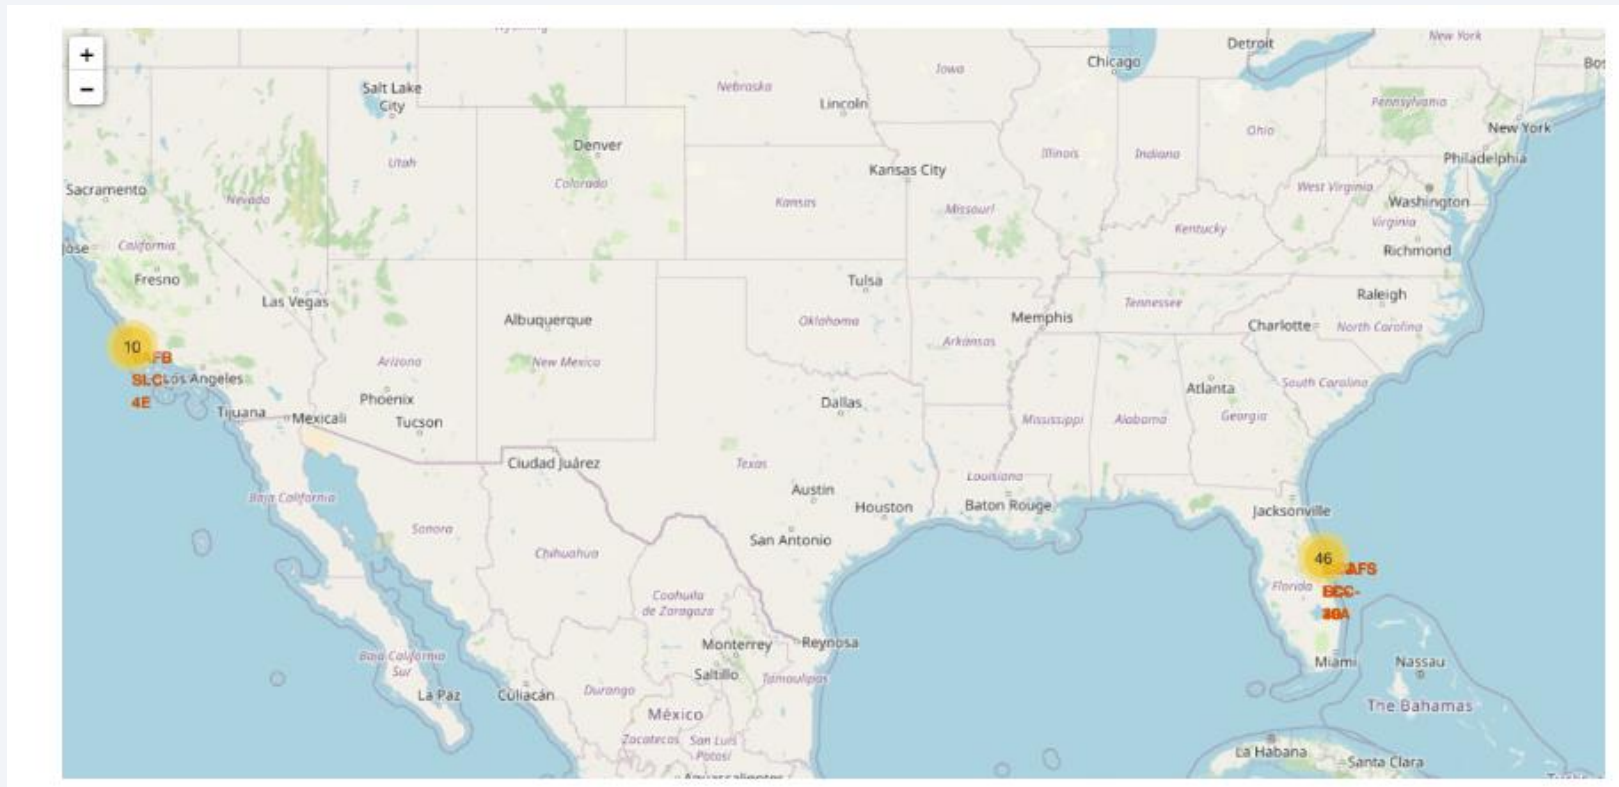 New York
+
Detroit
Chicago
Iowa
Salt Lake
City
Nebraska
Lincoln
Pennsylvania
New York
Ohio
Denver
Illinois
Indiana
Philadelphia
Utah
Kansas City
Colorado
Sacramento
West Virginia
Nevada
Kansas
Missouri
Washington
Virginia
Kentucky
California
Richmond
Fresno
Tulsa
Las Vegas
Raleigh
Tennessee
Albuquerque
Oklahoma
Memphis
Charlotte
North Carolina
10
Arkansas
AFB
Arizona
New Mexico
SLC
Los Angeles
South Carolina
Atlanta
4E
Phoenix
Dallas
Tijuana
Mexicali
Tucson
Mississippi
Alabama
Georgia
Ciudad Juárez
Texas
Louisiana
Austin
Baja California
Houston
Baton Rouge
Jacksonville
Sonora
San Antonio
Chihuahua
46
AFS
Florida
Coahuila
de Zaragoza
Monterrey
Reynosa
Baja California
Sur
Miami
Nassau
Saltillo
Tamaulipas
La Paz
Culiacán
Durango
The Bahamas
México
Zacatecas
San Luis
Potosí
La Habana
Santa Clara